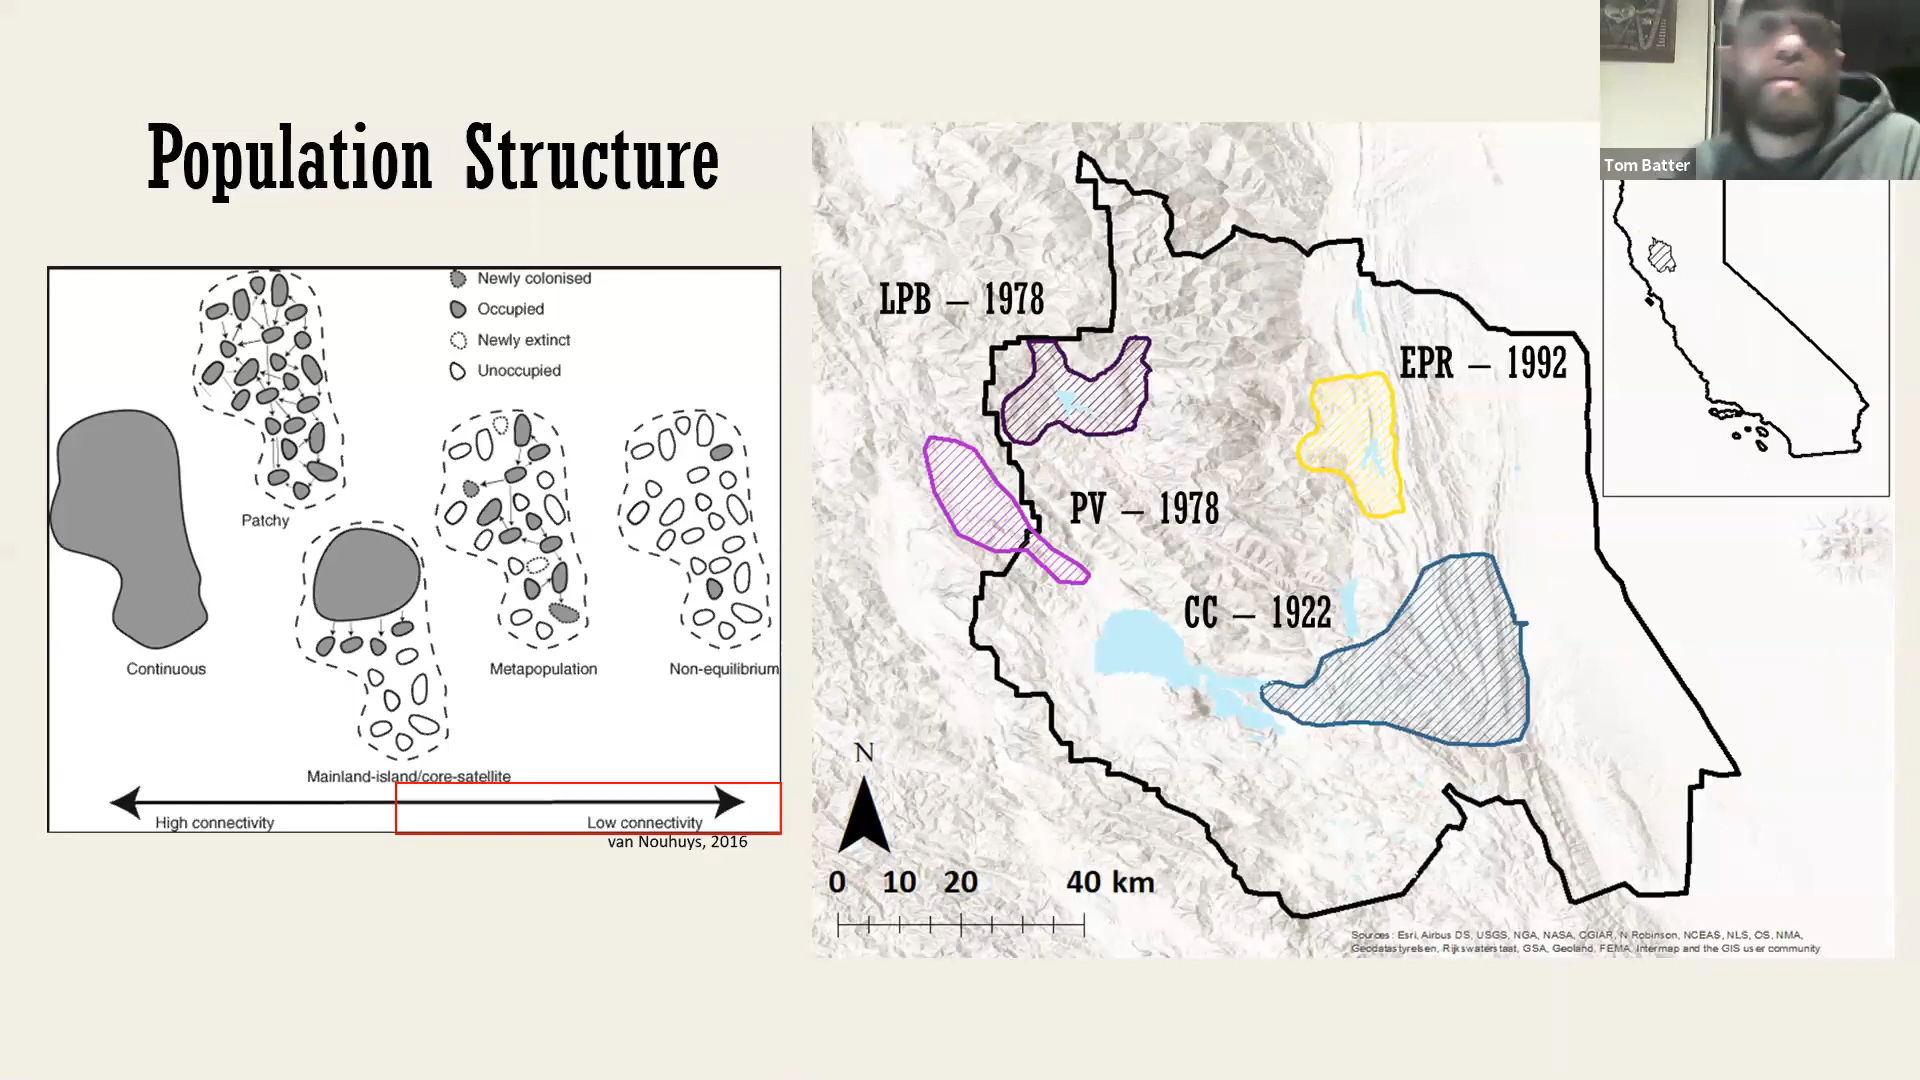 Population Structure
Newly colonised
Occupied
Newly extinct
Unoccupied
Patchy
Continuous
Metapopulation
Non-equilibrium
Mainland-island/core-satellite
High connectivity
Low connectivity
van Nouhuys, 2016
Tom Batter
LPB – 1978
EPR – 1992
PV – 1978
CC – 1922
N
0 10 20 40 km
Sources: Esri, Airbus DS, USGS, NGA, NASA, CGIAR, N Robinson, NCEAS, NLS, OS, NMA,
Geodatastyrelsen, Rijkswaterstaat, GSA, Geoland, FEMA, Intermap and the GIS user community